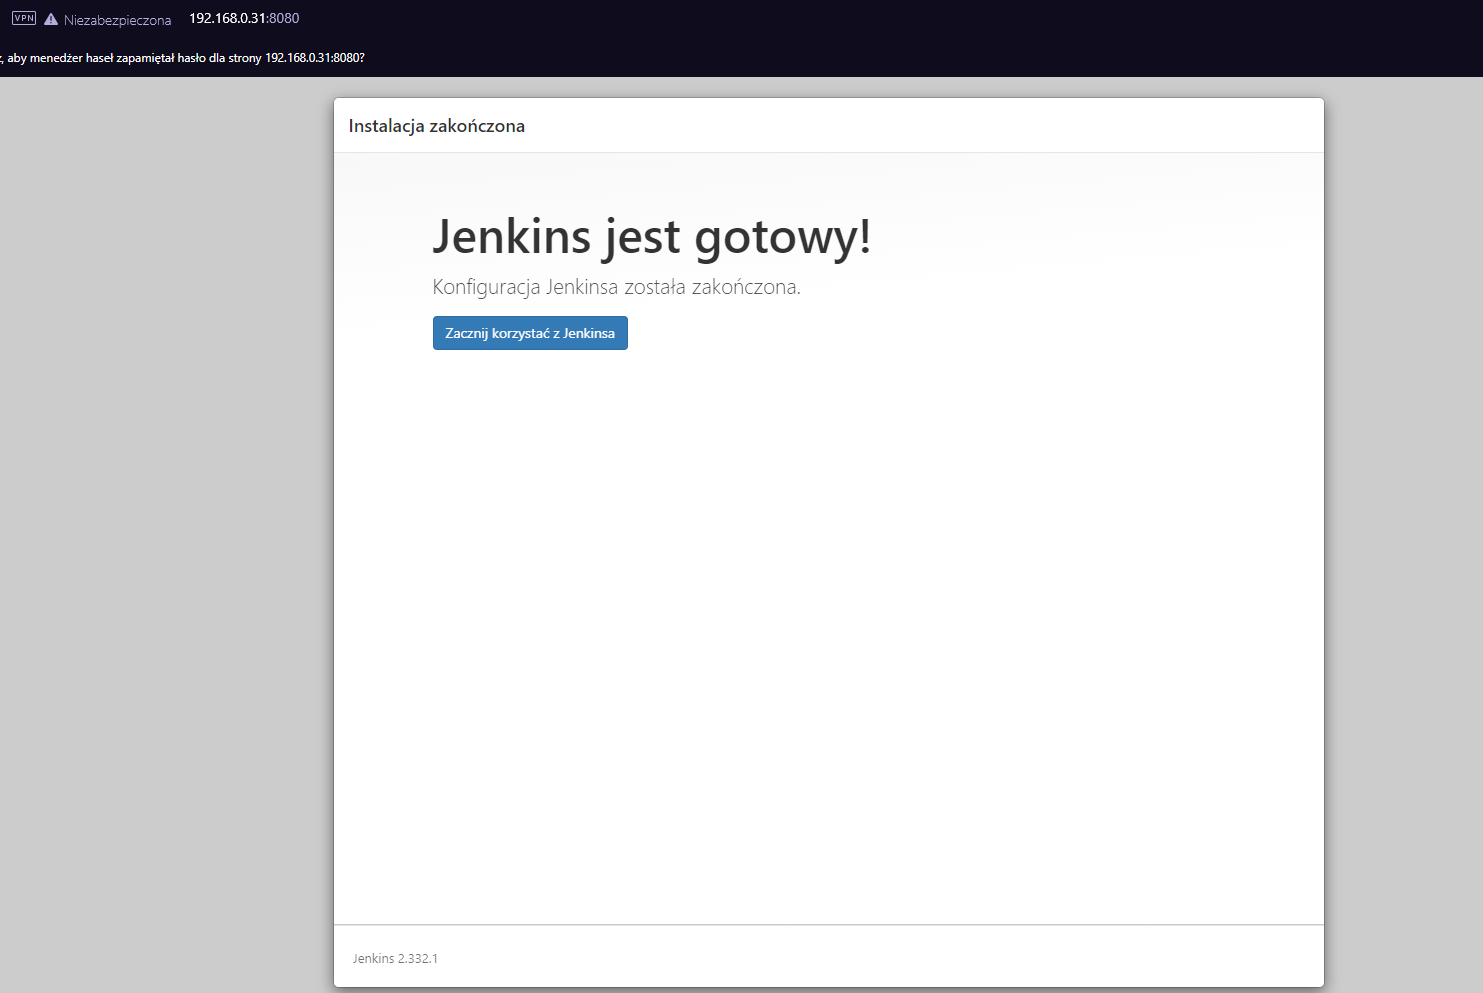 VPN Niezabezpieczona 192.168.0.31:8080
, aby menedżer haseł zapamiętał hasło dla strony 192.168.0.31:8080?
Instalacja zakończona
Jenkins jest gotowy!
Konfiguracja Jenkinsa została zakończona.
Zacznij korzystać z Jenkinsa
Jenkins 2.332.1